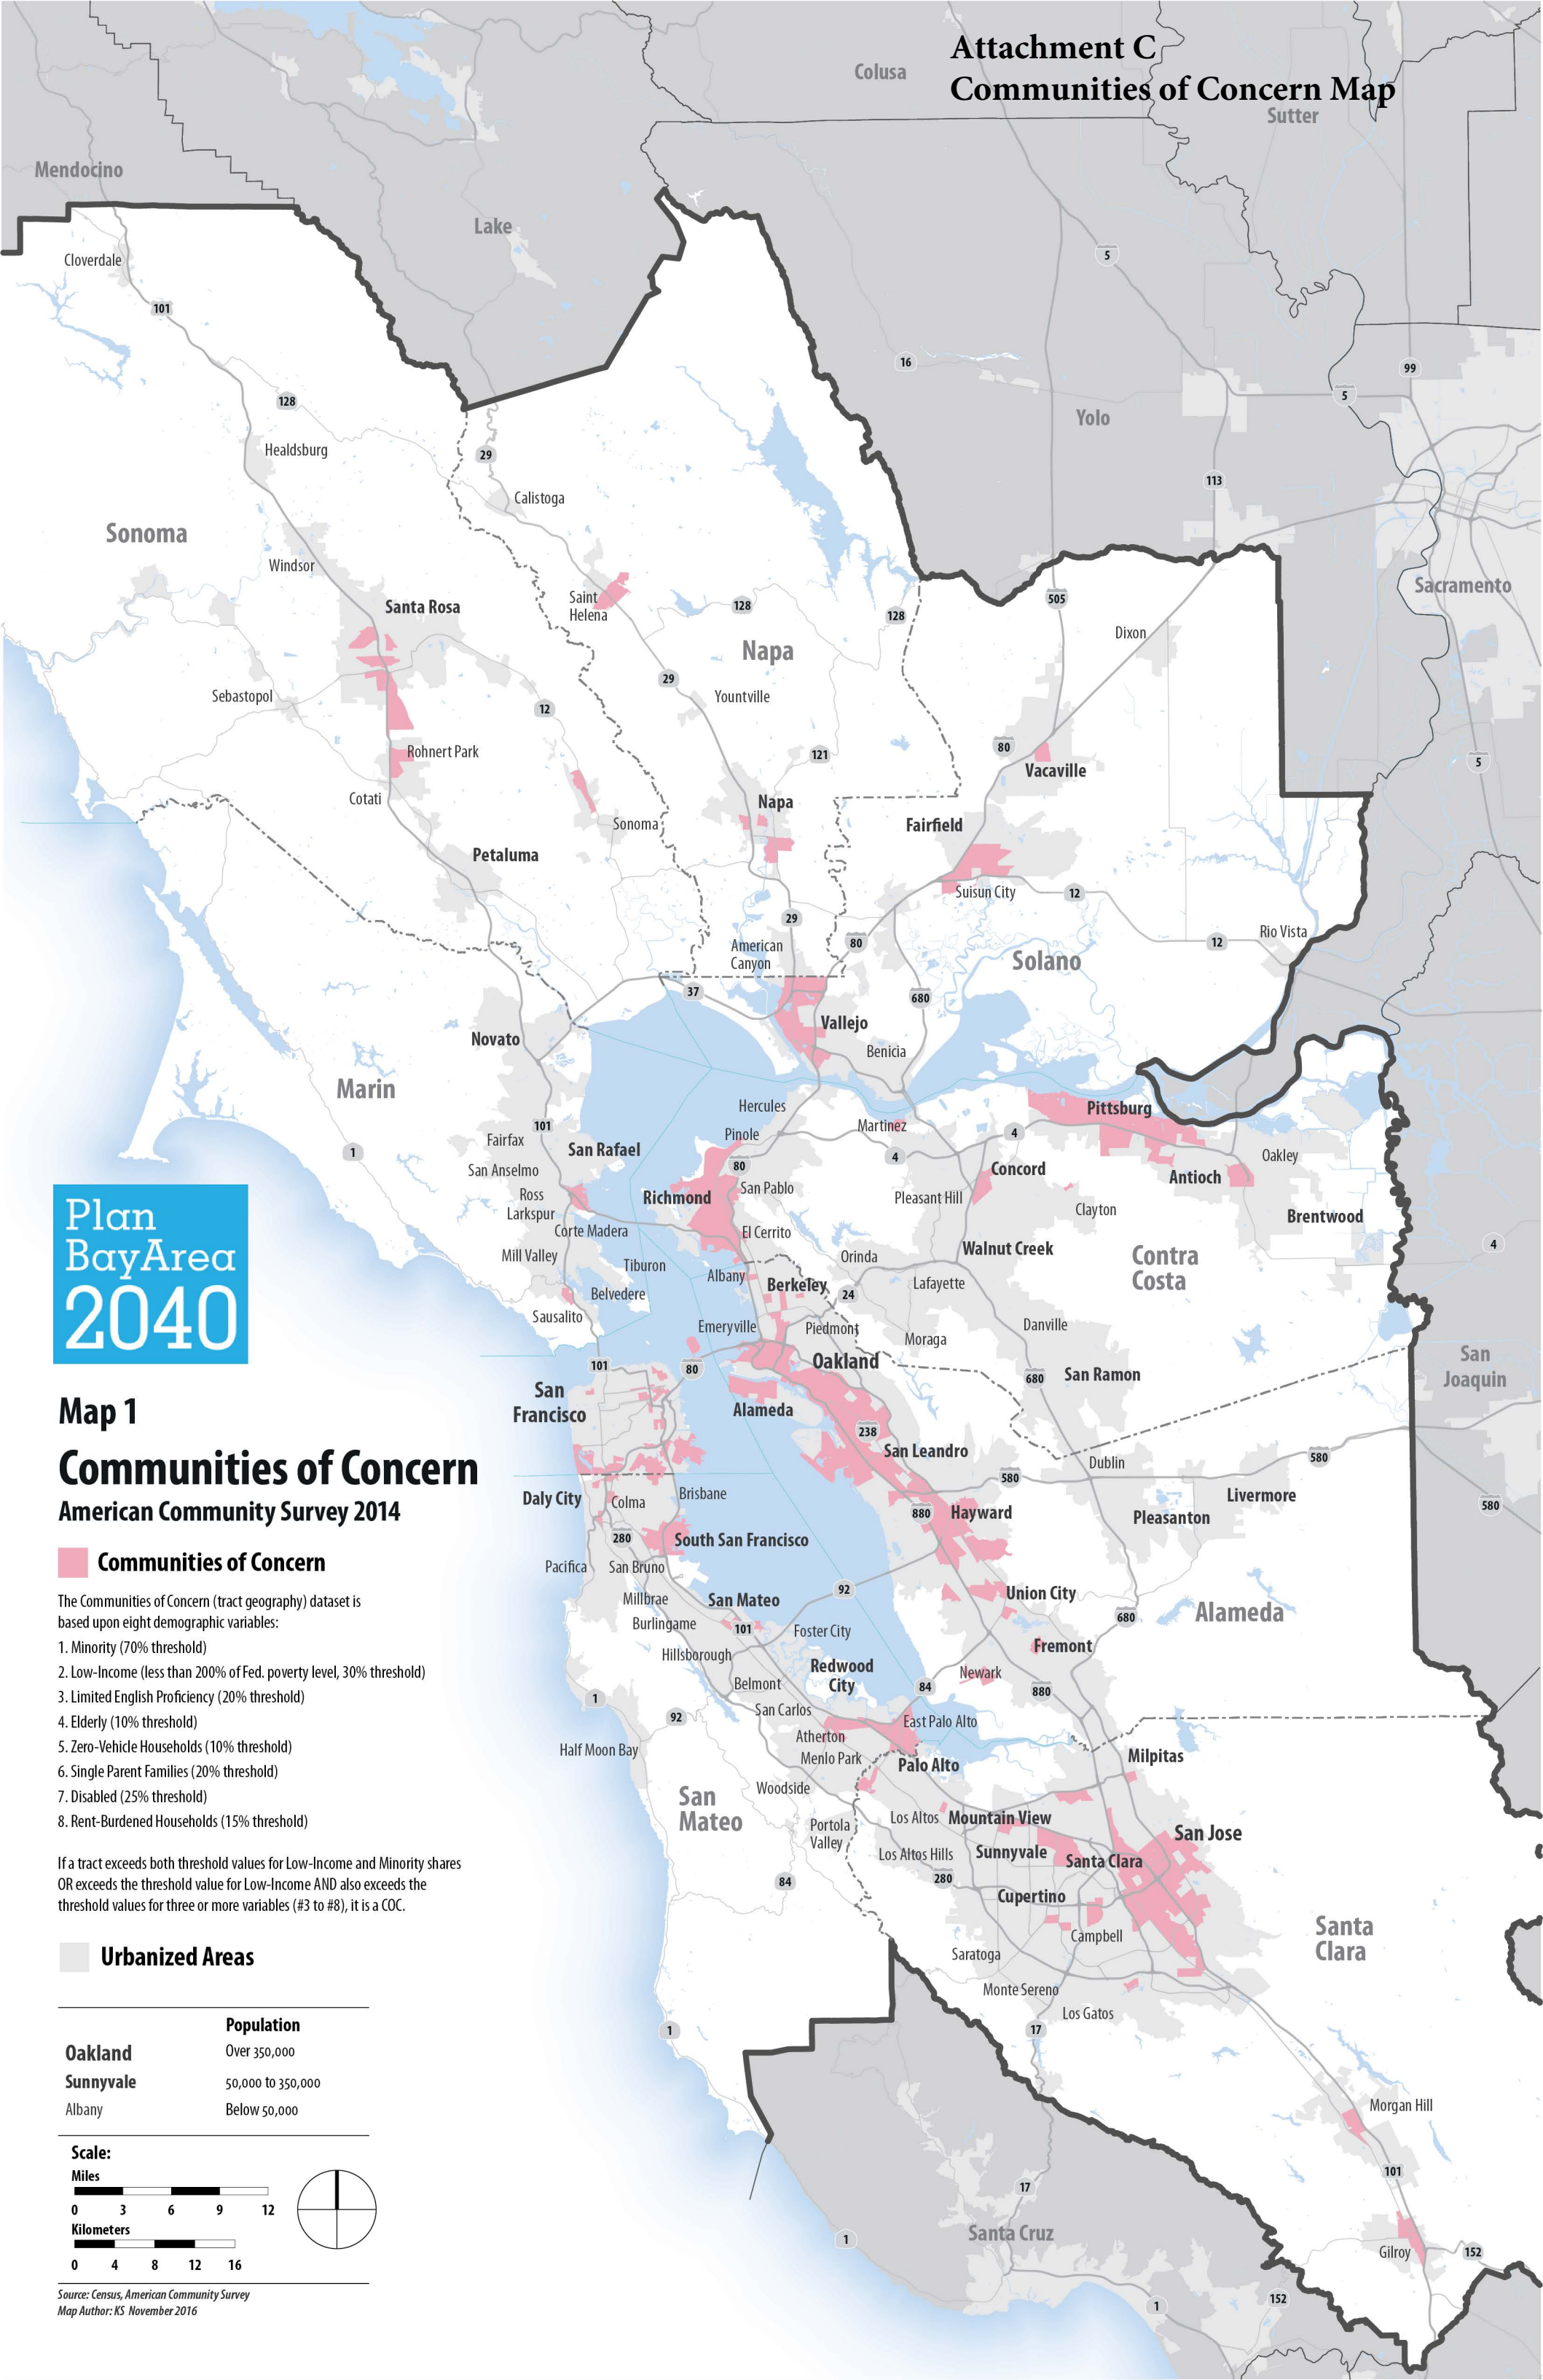 Attachment C
Communities of Concern Map
Colusa
Sutter
Mendocino
Lake
Cloverdale
5
101
16
99
5
128
Yolo
Healdsburg
29
113
Calistoga
Sonoma
Windsor
Sacramento
Saint
Helena
505
Santa Rosa
128
128
Dixon
Napa
29
Sebastopol
Yountville
12
Rohnert Park
121
80
5
Vacaville
Cotati
Napa
Sonoma
Fairfield
Petaluma
Suisun City
12
29
Rio Vista
American
Canyon
80
12
Solano
37
680
Vallejo
Novato
Benicia
Marin
Hercules
Pittsburg
101
Martinez
Pinole
4
Fairfax
San Rafael
1
4
Oakley
San Anselmo
80
Concord
Antioch
Ross
Richmond
San Pablo
Pleasant Hill
Larkspur
Clayton
Brentwood
Corte Madera
El Cerrito
4
Mill Valley
Orinda
Walnut Creek
Contra
Costa
Tiburon
Albany
Berkeley
Lafayette
Belvedere
24
Sausalito
Emeryville
Piedmont
Danville
Moraga
101
80
Oakland
San
Joaquin
680
San Ramon
San
Francisco
Alameda
238
San Leandro
580
Dublin
580
Daly City
Colma
Brisbane
Livermore
580
880
Hayward
Pleasanton
280
South San Francisco
Pacifica
San Bruno
92
Millbrae
San Mateo
Union City
Burlingame
101
Foster City
680
Alameda
Hillsborough
Fremont
Redwood
City
Newark
Belmont
84
880
1
San Carlos
92
East Palo Alto
Atherton
Half Moon Bay
Menlo Park
Palo Alto
Milpitas
Woodside
San
Mateo
Los Altos
Mountain View
Portola
Valley
San Jose
Los Altos Hills
Sunnyvale
Santa Clara
84
280
Cupertino
Campbell
Santa
Clara
Saratoga
Monte Sereno
Los Gatos
1
17
Morgan Hill
101
17
Santa Cruz
1
Gilroy
152
152
1
Plan
BayArea
2040
Map 1
Communities of Concern
American Community Survey 2014
Communities of Concern
The Communities of Concern (tract geography) dataset is
based upon eight demographic variables:
1. Minority (70% threshold)
2. Low-Income (less than 200% of Fed. poverty level, 30% threshold)
3. Limited English Proficiency (20% threshold)
4. Elderly (10% threshold)
5. Zero-Vehicle Households (10% threshold)
6. Single Parent Families (20% threshold)
7. Disabled (25% threshold)
8. Rent-Burdened Households (15% threshold)
If a tract exceeds both threshold values for Low-Income and Minority shares
OR exceeds the threshold value for Low-Income AND also exceeds the
threshold values for three or more variables (#3 to #8), it is a COC.
Urbanized Areas
Population
Oakland Over 350,000
Sunnyvale 50,000 to 350,000
Albany Below 50,000
Scale:
Miles
0 3 6 9 12
Kilometers
0 4 8 12 16
Source: Census, American Community Survey
Map Author: KS November 2016